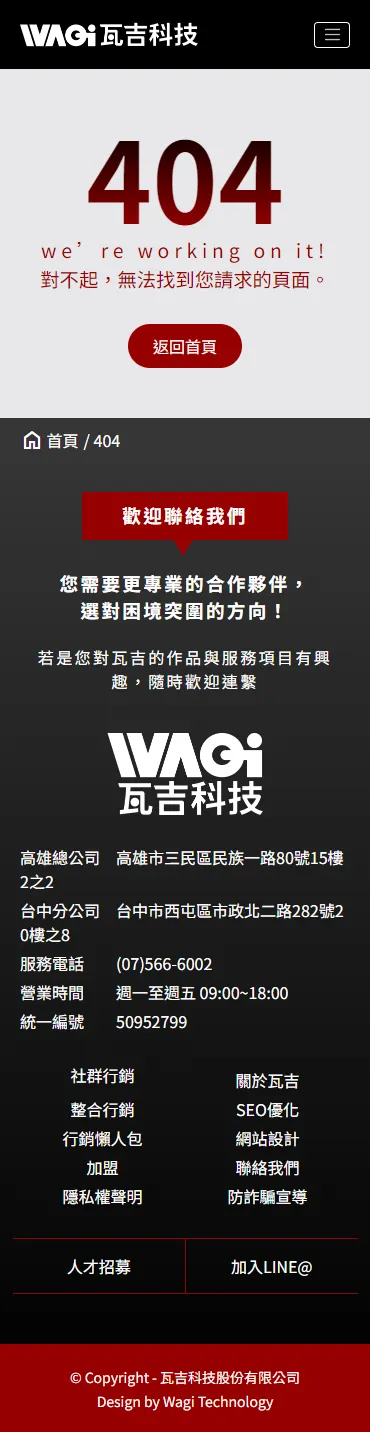 WAGi 瓦吉科技
404
we’re working on it!
對不起，無法找到您請求的頁面。
返回首頁
首頁 / 404
歡迎聯絡我們
您需要更專業的合作夥伴，
選對困境突圍的方向！
若是您對瓦吉的作品與服務項目有興
趣，隨時歡迎連繫
WAGi
瓦吉科技
高雄總公司 高雄市三民區民族一路80號15樓
2之2
台中分公司 台中市西屯區市政北二路282號2
0樓之8
服務電話 (07)566-6002
營業時間 週一至週五 09:00~18:00
統一編號 50952799
社群行銷 關於瓦吉
整合行銷 SEO優化
行銷懶人包 網站設計
加盟 聯絡我們
隱私權聲明 防詐騙宣導
人才招募 加入LINE@
© Copyright - 瓦吉科技股份有限公司
Design by Wagi Technology